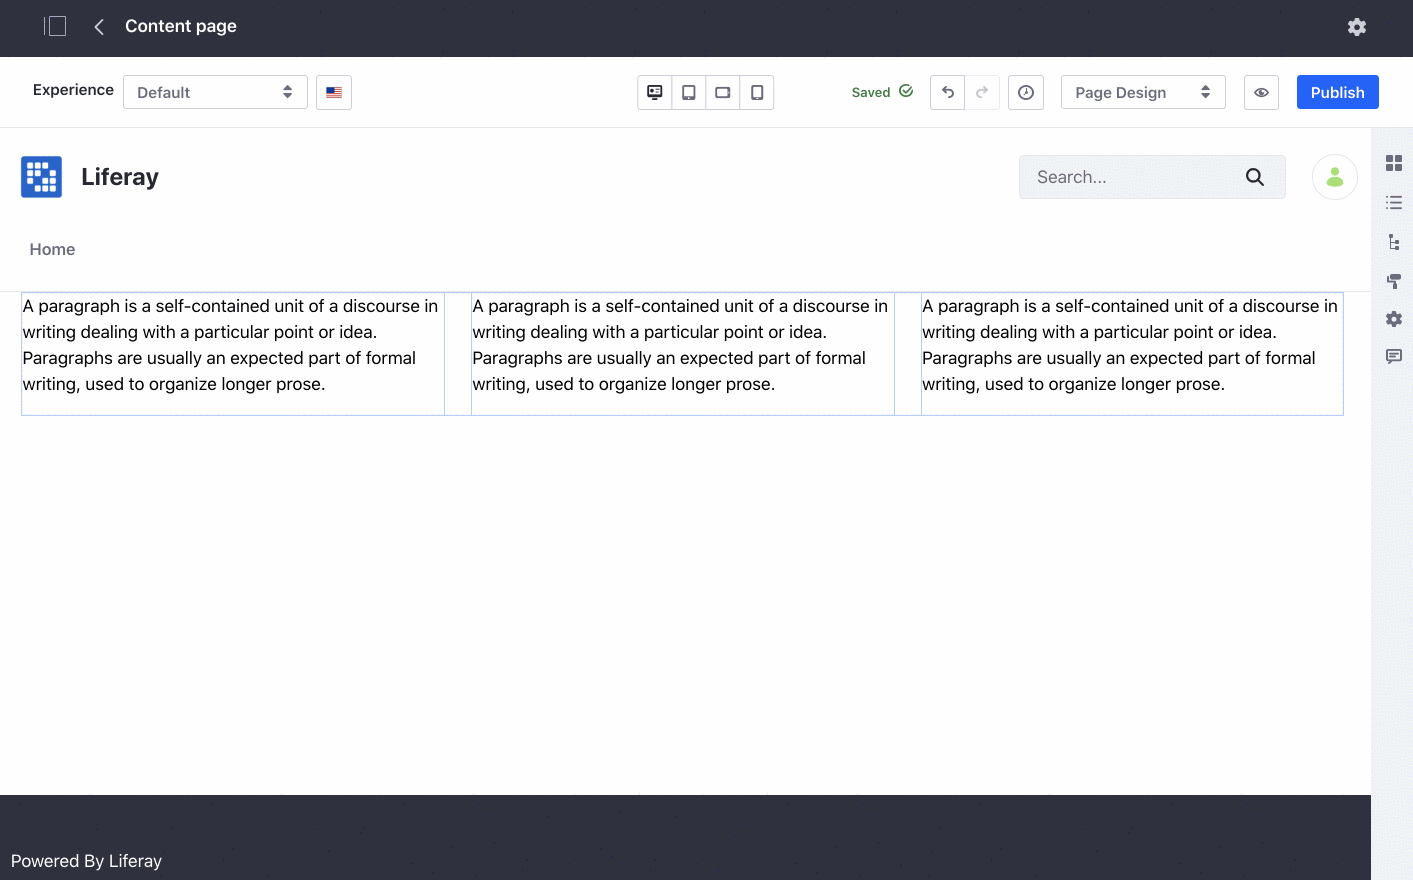 Content page
Experience Default Saved Page Design Publish
Liferay Search...
Home
A paragraph is a self-contained unit of a discourse in
writing dealing with a particular point or idea.
Paragraphs are usually an expected part of formal
writing, used to organize longer prose.
A paragraph is a self-contained unit of a discourse in
writing dealing with a particular point or idea.
Paragraphs are usually an expected part of formal
writing, used to organize longer prose.
A paragraph is a self-contained unit of a discourse in
writing dealing with a particular point or idea.
Paragraphs are usually an expected part of formal
writing, used to organize longer prose.
Powered By Liferay